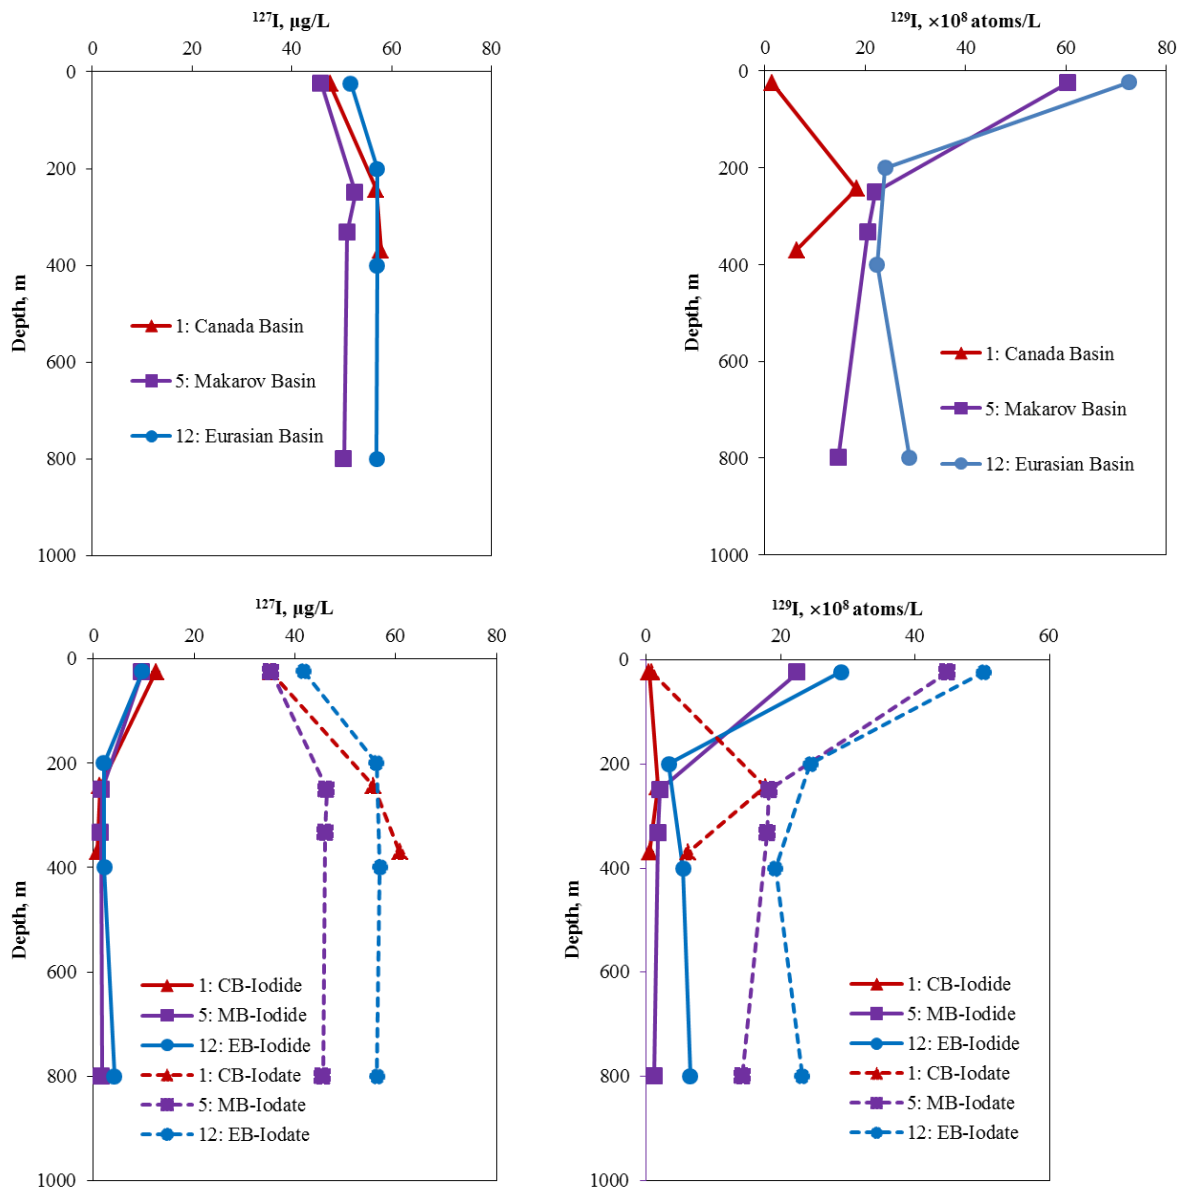 ¹²⁷I, µg/L
0 20 40 60 80
0
200
400
600
800
1000
Depth, m
1: Canada Basin
5: Makarov Basin
12: Eurasian Basin
¹²⁹I, ×10⁸ atoms/L
0 20 40 60 80
0
200
400
600
800
1000
Depth, m
1: Canada Basin
5: Makarov Basin
12: Eurasian Basin
¹²⁷I, µg/L
0 20 40 60 80
0
200
400
600
800
1000
Depth, m
1: CB-Iodide
5: MB-Iodide
12: EB-Iodide
1: CB-Iodate
5: MB-Iodate
12: EB-Iodate
¹²⁹I, ×10⁸ atoms/L
0 20 40 60
0
200
400
600
800
1000
Depth, m
1: CB-Iodide
5: MB-Iodide
12: EB-Iodide
1: CB-Iodate
5: MB-Iodate
12: EB-Iodate